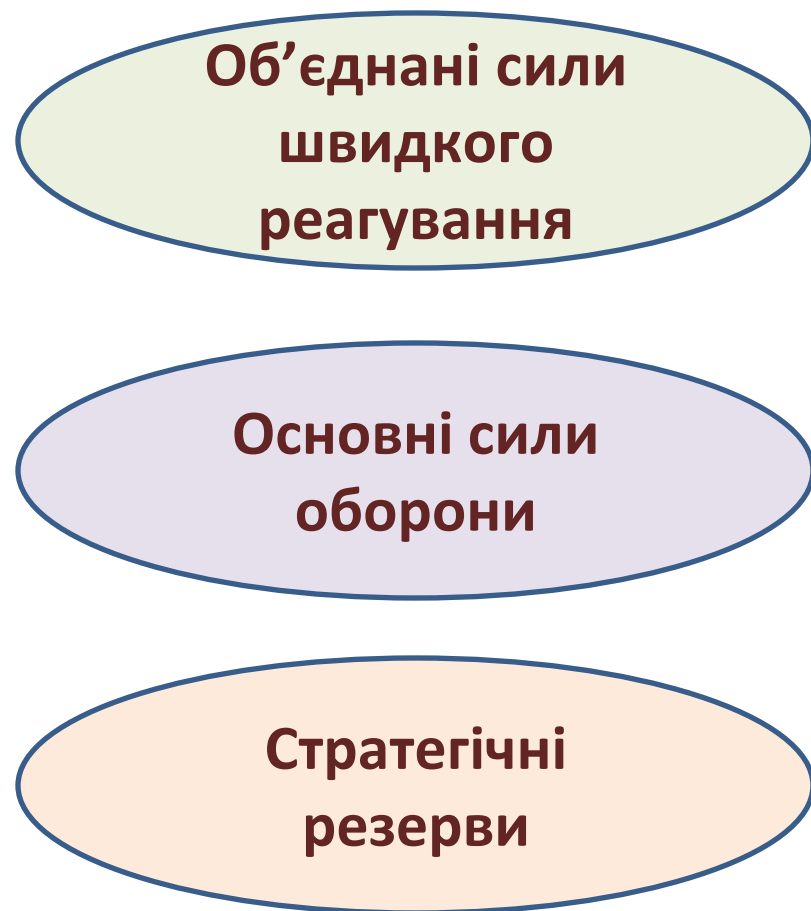 Об’єднані сили
швидкого
реагування
Основні сили
оборони
Стратегічні
резерви